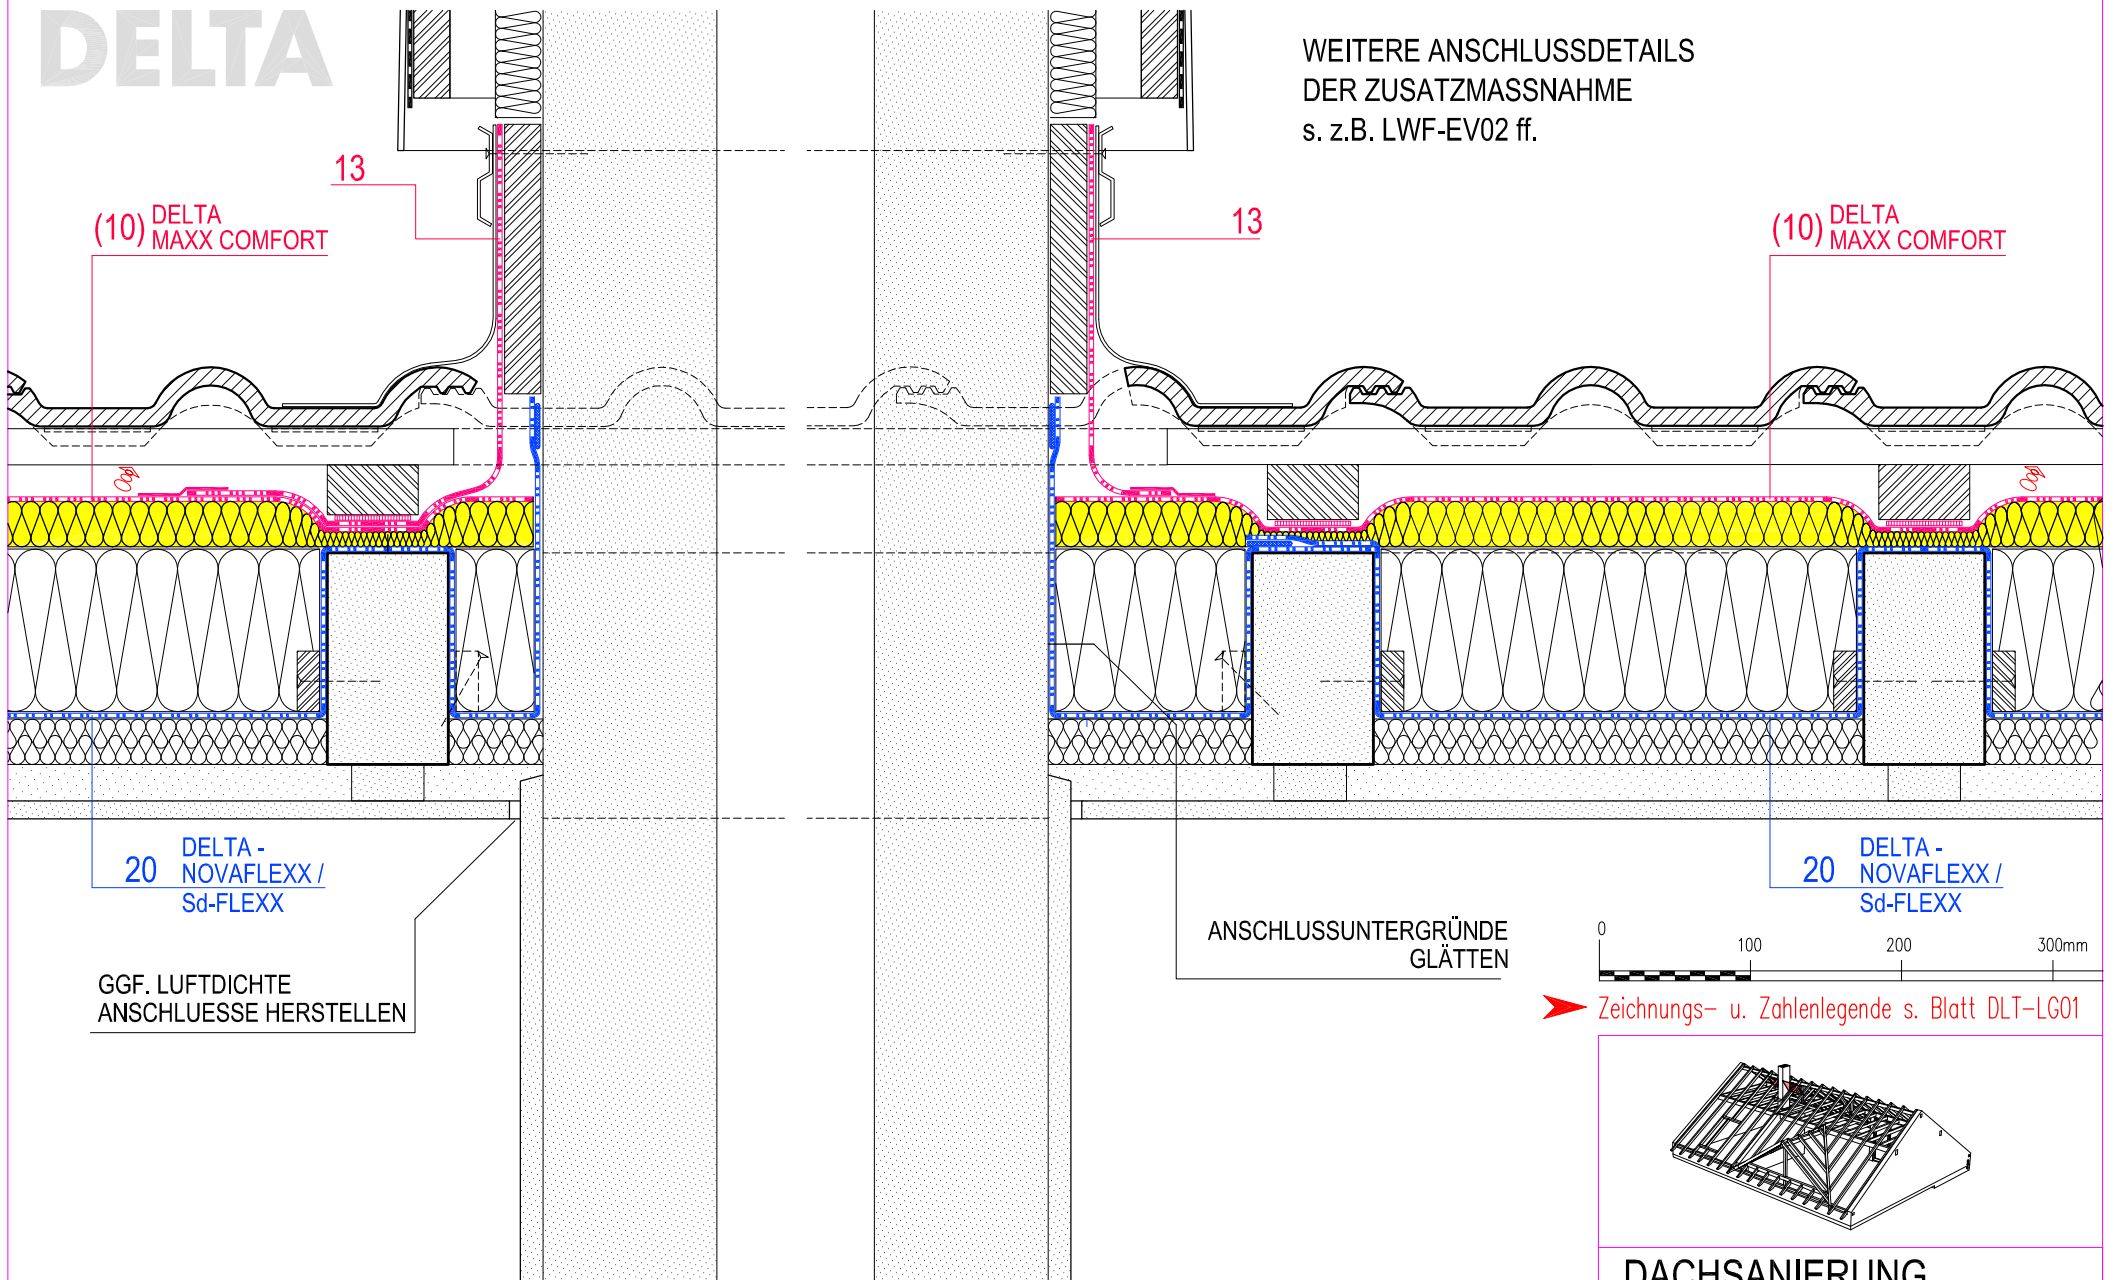 DELTA
WEITERE ANSCHLUSSDETAILS
DER ZUSATZMASSNAHME
s. z.B. LWF-EV02 ff.
13
(10) DELTA
MAXX COMFORT
13
(10) DELTA
MAXX COMFORT
20 DELTA -
NOVAFLEXX /
Sd-FLEXX
20 DELTA -
NOVAFLEXX /
Sd-FLEXX
GGF. LUFTDICHTE
ANSCHLUESSE HERSTELLEN
ANSCHLUSSUNTERGRÜNDE
GLÄTTEN
0 100 200 300mm
Zeichnungs- u. Zahlenlegende s. Blatt DLT-LG01
DACHSANIERUNG